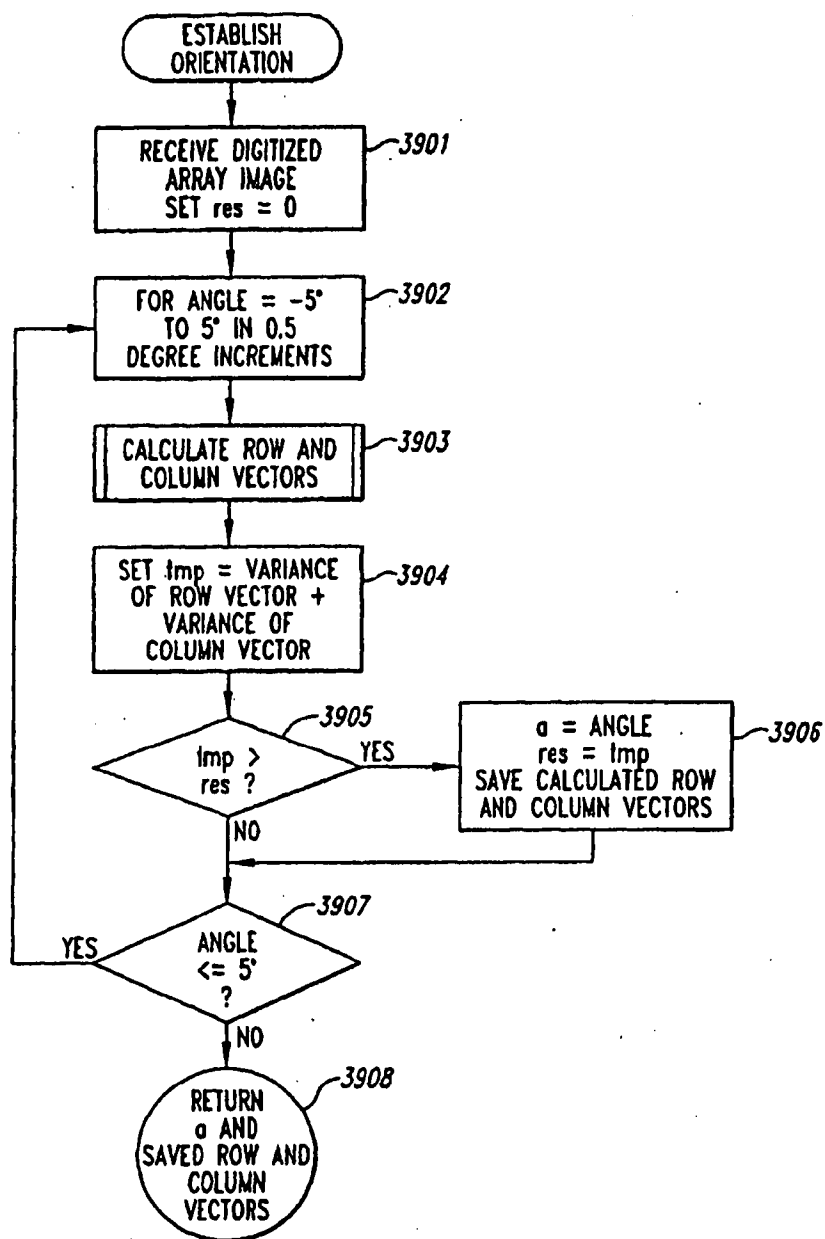 ESTABLISH
ORIENTATION
RECEIVE DIGITIZED
ARRAY IMAGE
SET res = 0
3901
FOR ANGLE = -5°
TO 5° IN 0.5
DEGREE INCREMENTS
3902
CALCULATE ROW AND
COLUMN VECTORS
3903
SET tmp = VARIANCE
OF ROW VECTOR +
VARIANCE OF
COLUMN VECTOR
3904
tmp >
res ?
3905
YES
NO
a = ANGLE
res = tmp
SAVE CALCULATED ROW
AND COLUMN VECTORS
3906
ANGLE
<= 5°
?
3907
YES
NO
RETURN
a AND
SAVED ROW AND
COLUMN
VECTORS
3908